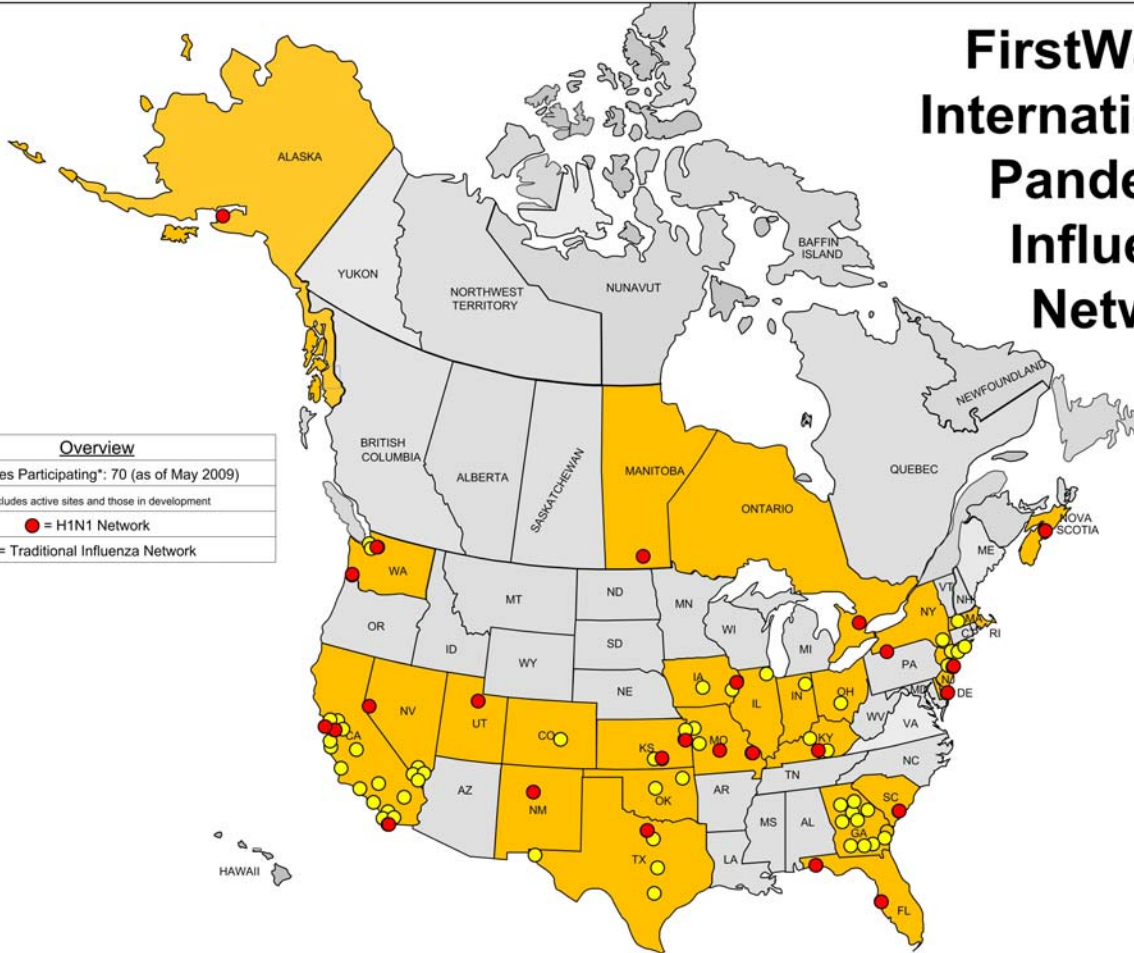 FirstWa
Internati
Pande
Influe
Netw
ALASKA
YUKON
NORTHWEST
TERRITORY
NUNAVUT
BAFFIN
ISLAND
NEWFOUNDLAND
BRITISH
COLUMBIA
ALBERTA
SASKATCHEWAN
MANITOBA
ONTARIO
QUEBEC
NOVA
SCOTIA
Overview
es Participating*: 70 (as of May 2009)
cludes active sites and those in development
= H1N1 Network
= Traditional Influenza Network
WA
MT
ND
MN
WI
MI
NY
VT
NH
ME
MA
CT
RI
OR
ID
WY
SD
NE
IA
IL
IN
OH
PA
NJ
MD
DE
WV
VA
CA
NV
UT
CO
KS
MO
KY
NC
TN
SC
AZ
NM
OK
AR
MS
AL
GA
TX
LA
FL
HAWAII